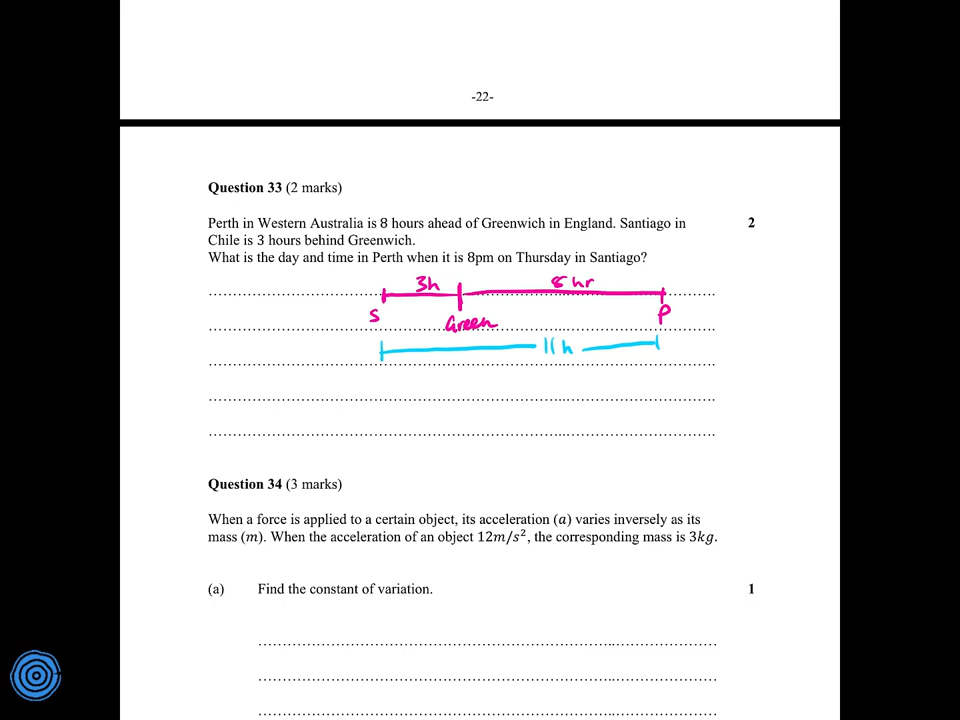 -22-
Question 33 (2 marks)
Perth in Western Australia is 8 hours ahead of Greenwich in England. Santiago in 2
Chile is 3 hours behind Greenwich.
What is the day and time in Perth when it is 8pm on Thursday in Santiago?
3h 8 hr
S Green P
11h
Question 34 (3 marks)
When a force is applied to a certain object, its acceleration (a) varies inversely as its
mass (m). When the acceleration of an object 12m/s², the corresponding mass is 3kg.
(a) Find the constant of variation. 1